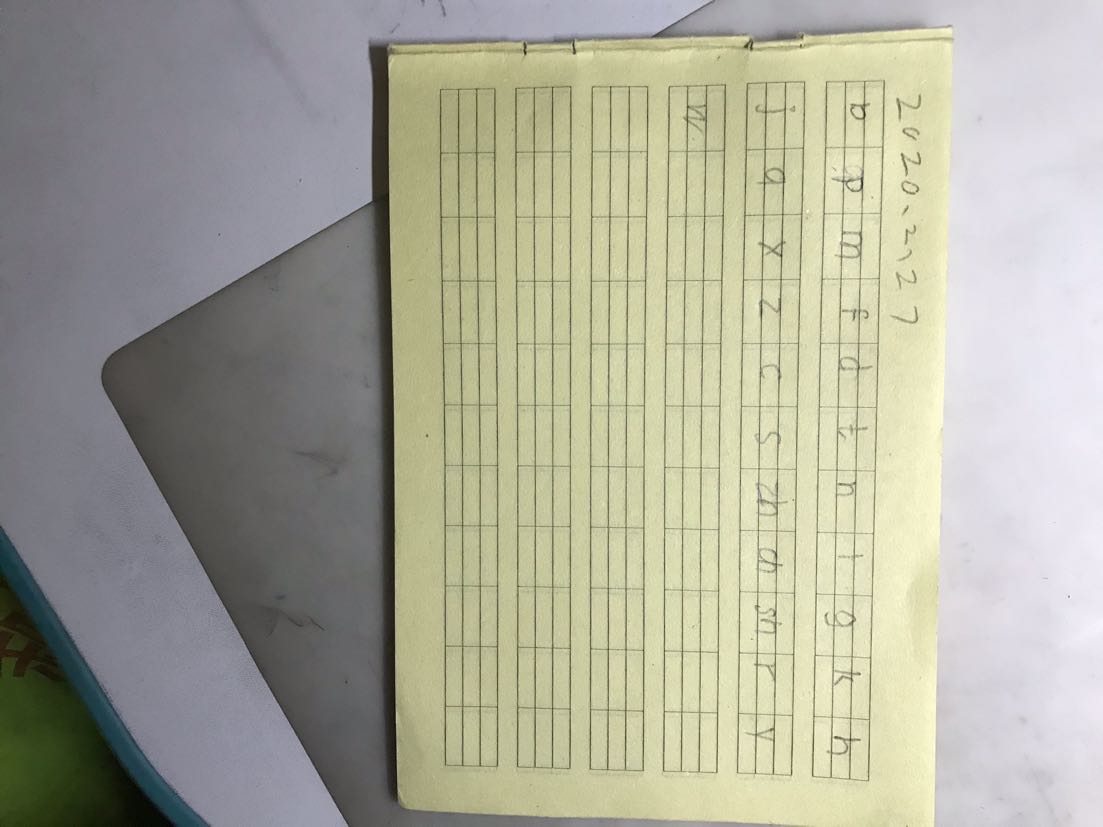 2020、2、27
b p m f d t n l g k h
j q x z c s zh ch sh r y
w